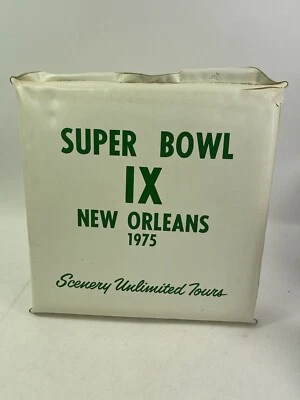 SUPER BOWL
IX
NEW ORLEANS
1975
Scenery Unlimited Tours